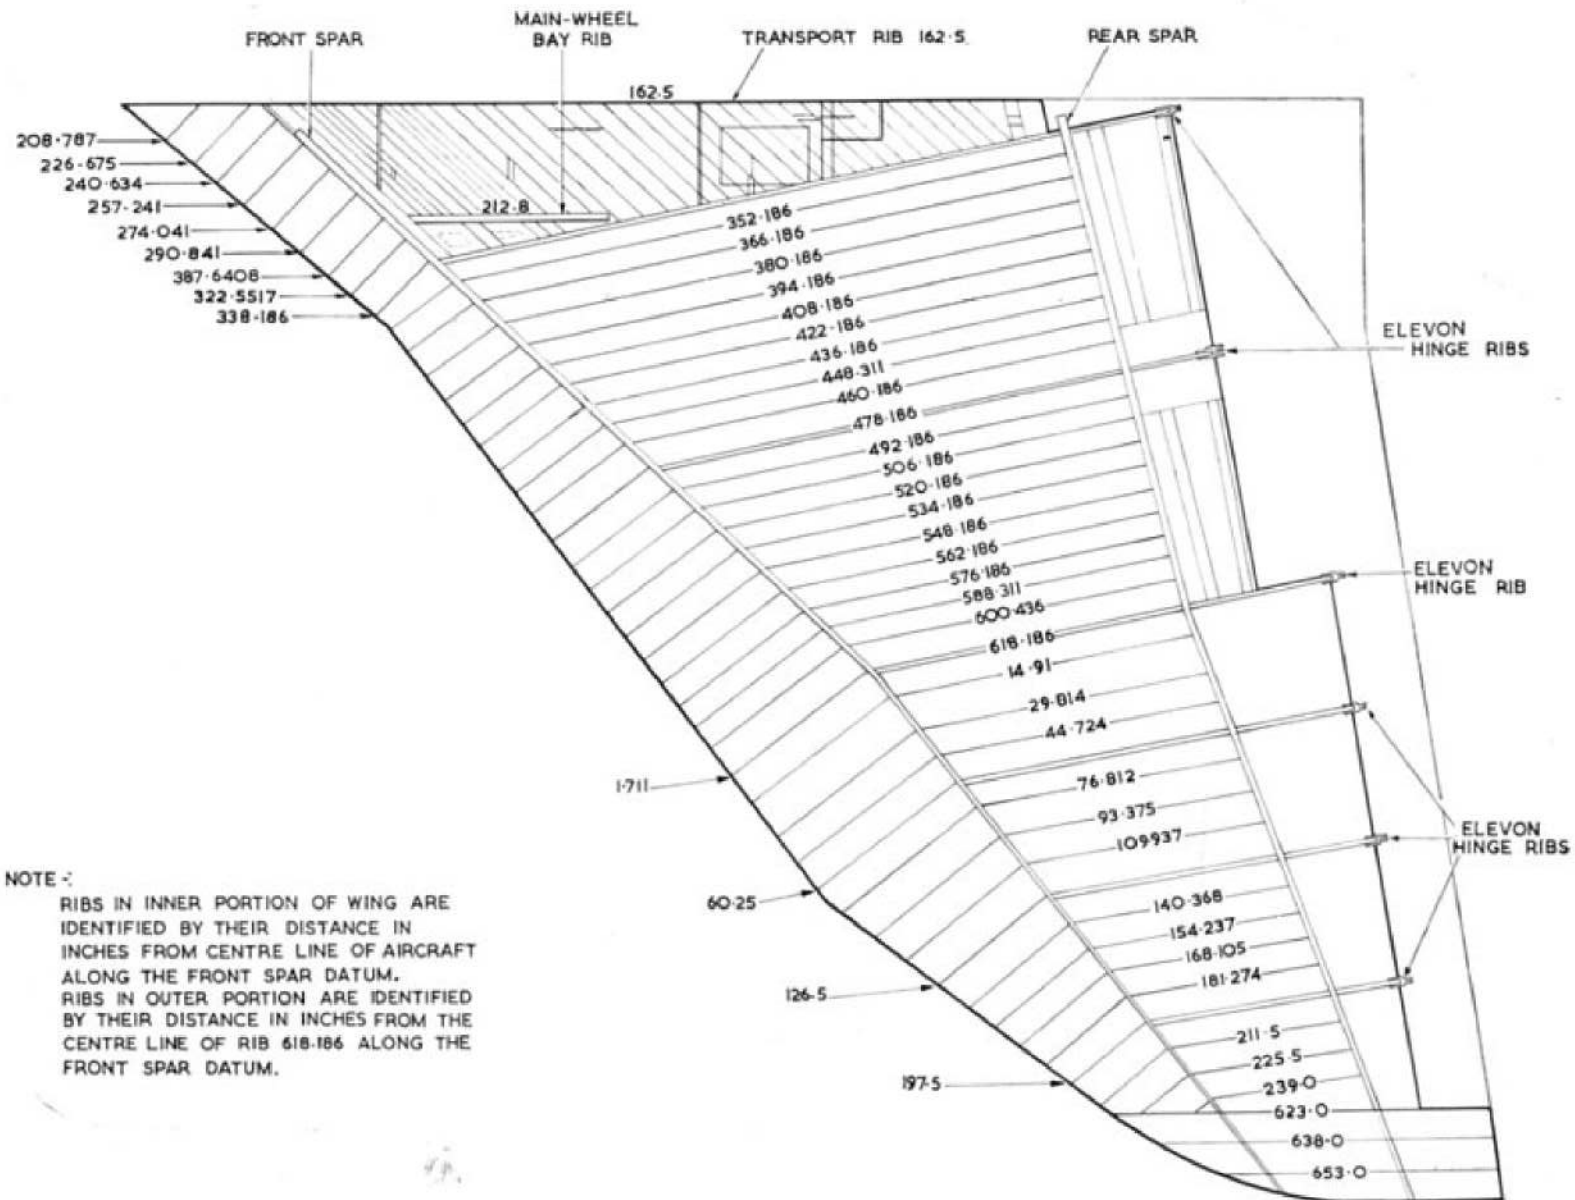 FRONT SPAR
MAIN-WHEEL
BAY RIB
TRANSPORT RIB 162·5
REAR SPAR
162·5
208·787
226·675
240·634
257·241
274·041
290·841
387·6408
322·5517
338·186
212·8
352·186
366·186
380·186
394·186
408·186
422·186
436·186
448·311
460·186
478·186
492·186
506·186
520·186
534·186
548·186
562·186
576·186
588·311
600·436
618·186
14·91
29·814
44·724
76·812
93·375
109937
140·368
154·237
168·105
181·274
211·5
225·5
239·0
623·0
638·0
653·0
ELEVON
HINGE RIBS
ELEVON
HINGE RIB
ELEVON
HINGE RIBS
1·711
60·25
126·5
197·5
NOTE -:
RIBS IN INNER PORTION OF WING ARE
IDENTIFIED BY THEIR DISTANCE IN
INCHES FROM CENTRE LINE OF AIRCRAFT
ALONG THE FRONT SPAR DATUM.
RIBS IN OUTER PORTION ARE IDENTIFIED
BY THEIR DISTANCE IN INCHES FROM THE
CENTRE LINE OF RIB 618·186 ALONG THE
FRONT SPAR DATUM.